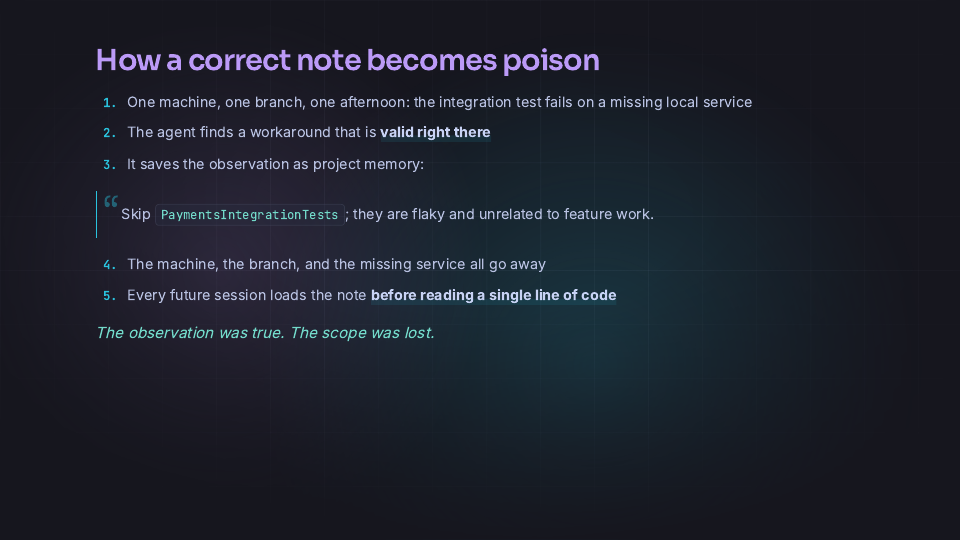 How a correct note becomes poison
1. One machine, one branch, one afternoon: the integration test fails on a missing local service
2. The agent finds a workaround that is valid right there
3. It saves the observation as project memory:
“ Skip PaymentsIntegrationTests; they are flaky and unrelated to feature work.
4. The machine, the branch, and the missing service all go away
5. Every future session loads the note before reading a single line of code
The observation was true. The scope was lost.